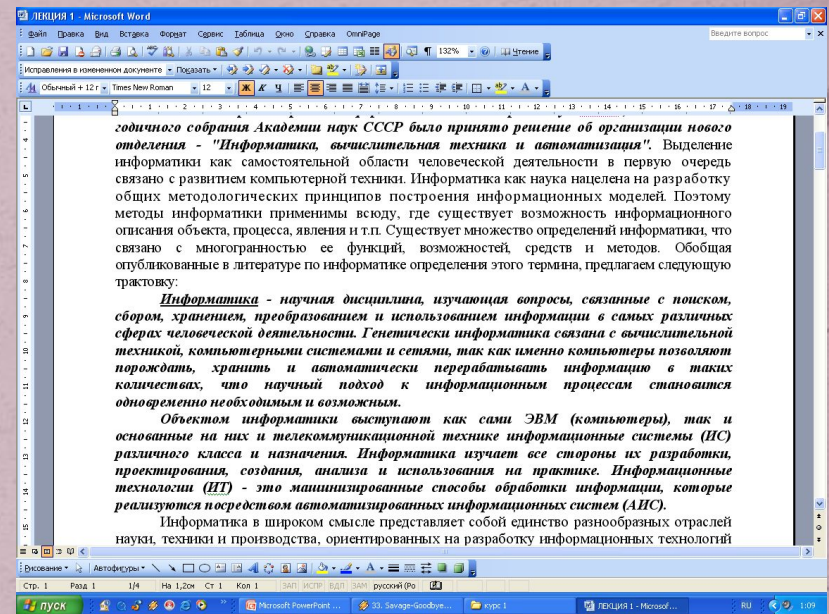 ЛЕКЦИЯ 1 - Microsoft Word
Файл Правка Вид Вставка Формат Сервис Таблица Окно Справка OmniPage
Введите вопрос
132%
Чтение
Исправления в измененном документе Показать
Обычный + 12 г Times New Roman 12 Ж К Ч
годичного собрания Академии наук СССР было принято решение об организации нового
отделения - "Информатика, вычислительная техника и автоматизация". Выделение
информатики как самостоятельной области человеческой деятельности в первую очередь
связано с развитием компьютерной техники. Информатика как наука нацелена на разработку
общих методологических принципов построения информационных моделей. Поэтому
методы информатики применимы всюду, где существует возможность информационного
описания объекта, процесса, явления и т.п. Существует множество определений информатики, что
связано с многогранностью ее функций, возможностей, средств и методов. Обобщая
опубликованные в литературе по информатике определения этого термина, предлагаем следующую
трактовку:
Информатика - научная дисциплина, изучающая вопросы, связанные с поиском,
сбором, хранением, преобразованием и использованием информации в самых различных
сферах человеческой деятельности. Генетически информатика связана с вычислительной
техникой, компьютерными системами и сетями, так как именно компьютеры позволяют
порождать, хранить и автоматически перерабатывать информацию в таких
количествах, что научный подход к информационным процессам становится
одновременно необходимым и возможным.
Объектом информатики выступают как сами ЭВМ (компьютеры), так и
основанные на них и телекоммуникационной технике информационные системы (ИС)
различного класса и назначения. Информатика изучает все стороны их разработки,
проектирования, создания, анализа и использования на практике. Информационные
технологии (ИТ) - это машинизированные способы обработки информации, которые
реализуются посредством автоматизированных информационных систем (АИС).
Информатика в широком смысле представляет собой единство разнообразных отраслей
науки, техники и производства, ориентированных на разработку информационных технологий
Рисование Автофигуры
Стр. 1 Разд 1 1/4 На 1,2см Ст 1 Кол 1 ЗАП ИСПР ВДЛ ЗАМ русский (Ро
пуск Microsoft PowerPoint ... 33. Savage-Goodbye... курс 1 ЛЕКЦИЯ 1 - Microsof... RU 1:09